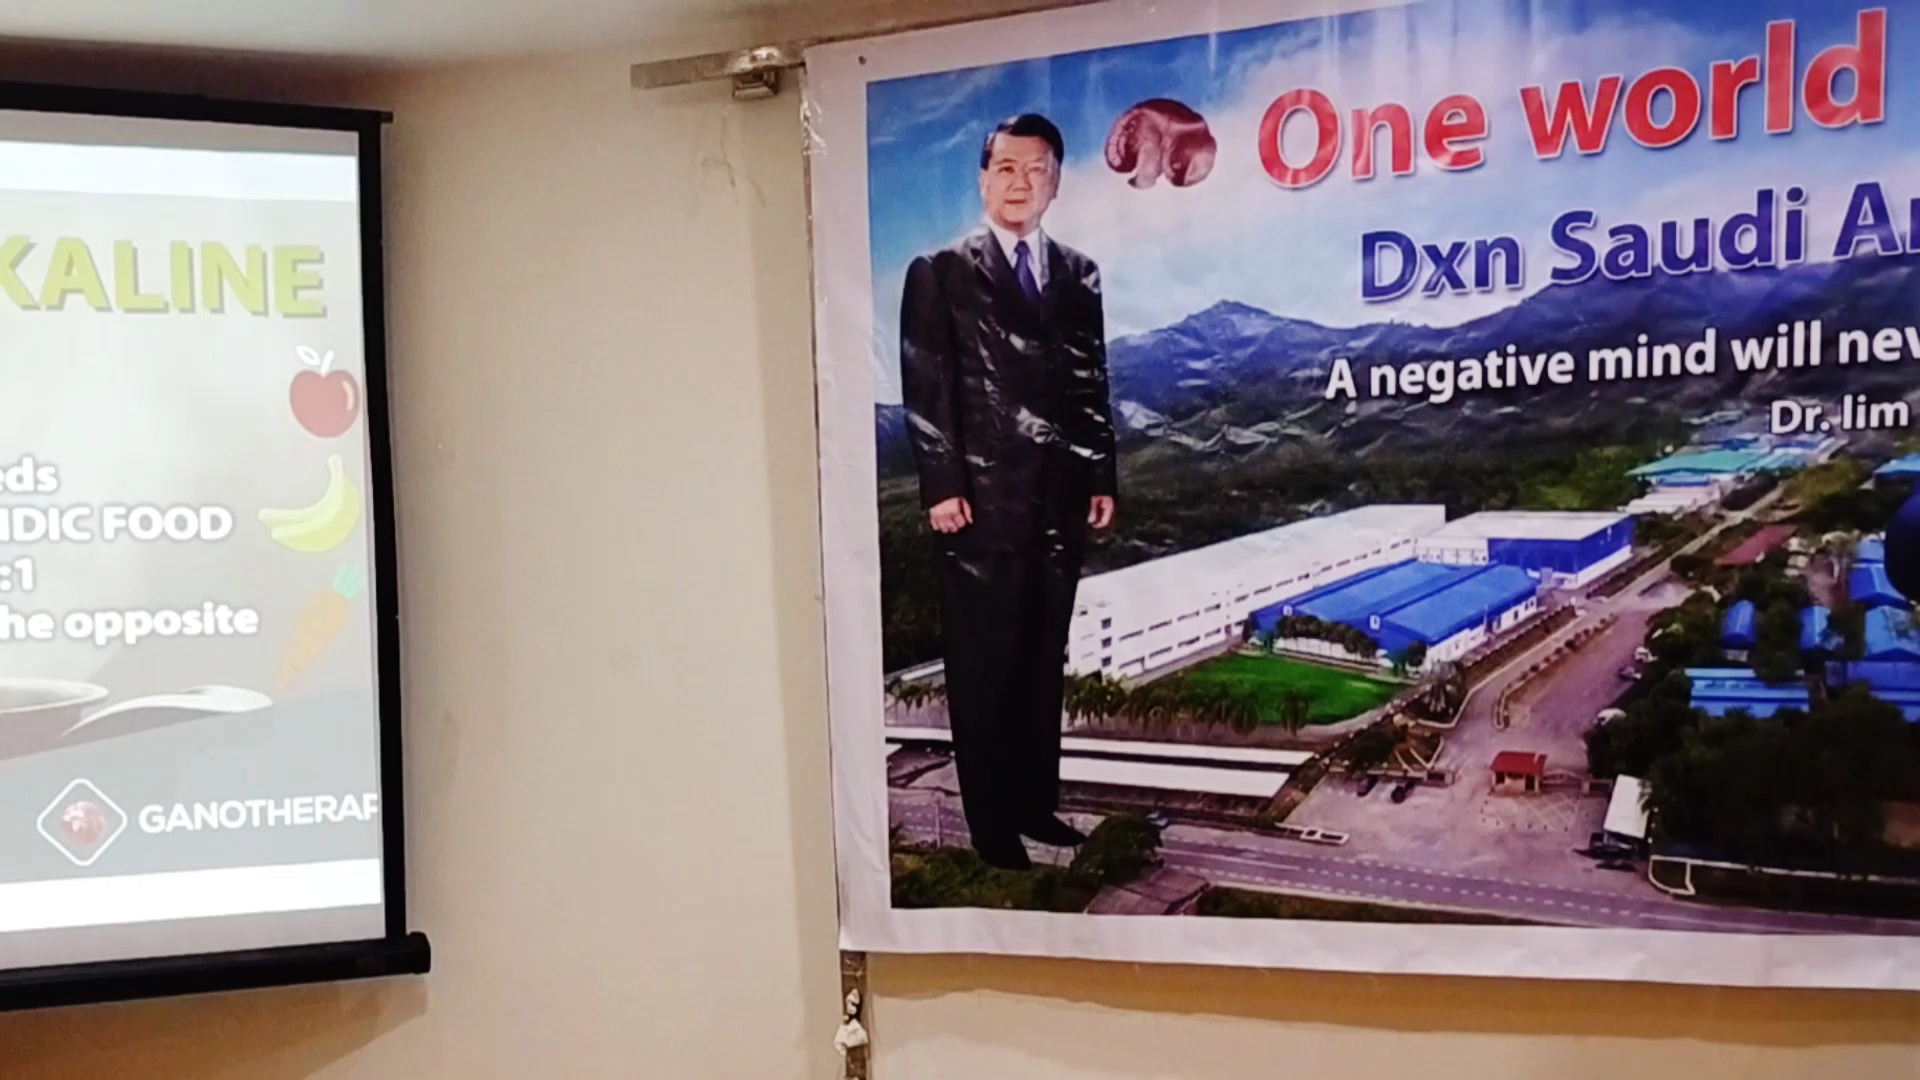 KALINE
eds
IDIC FOOD
:1
he opposite
GANOTHERAP
One world
Dxn Saudi Ar
A negative mind will nev
Dr. lim